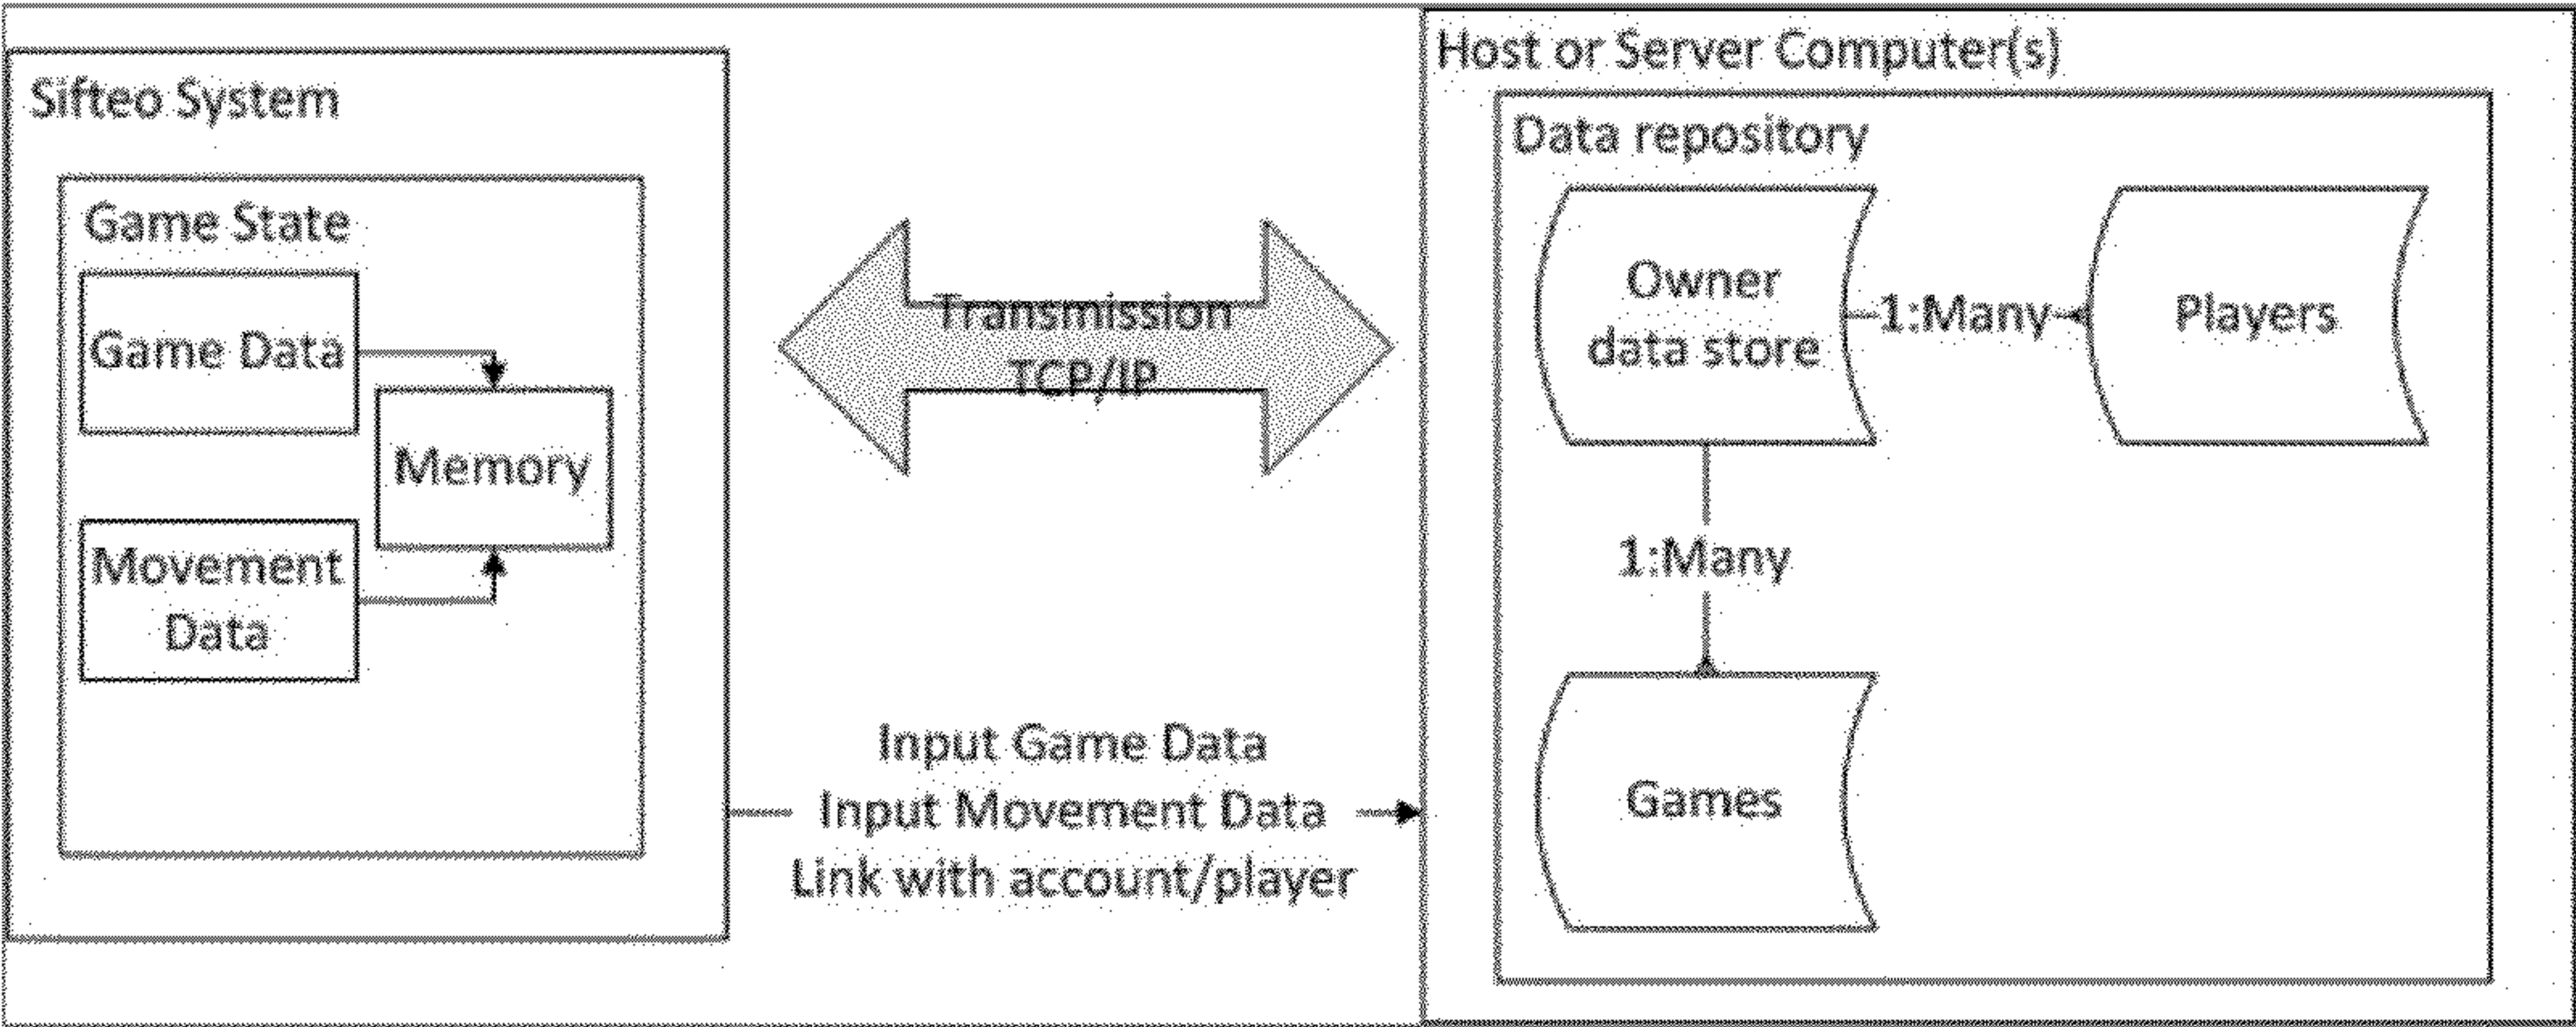 Sifteo System
Game State
Game Data
Memory
Movement
Data
Transmission
TCP/IP
Input Game Data
Input Movement Data
Link with account/player
Host or Server Computer(s)
Data repository
Owner
data store
1:Many
Players
1:Many
Games